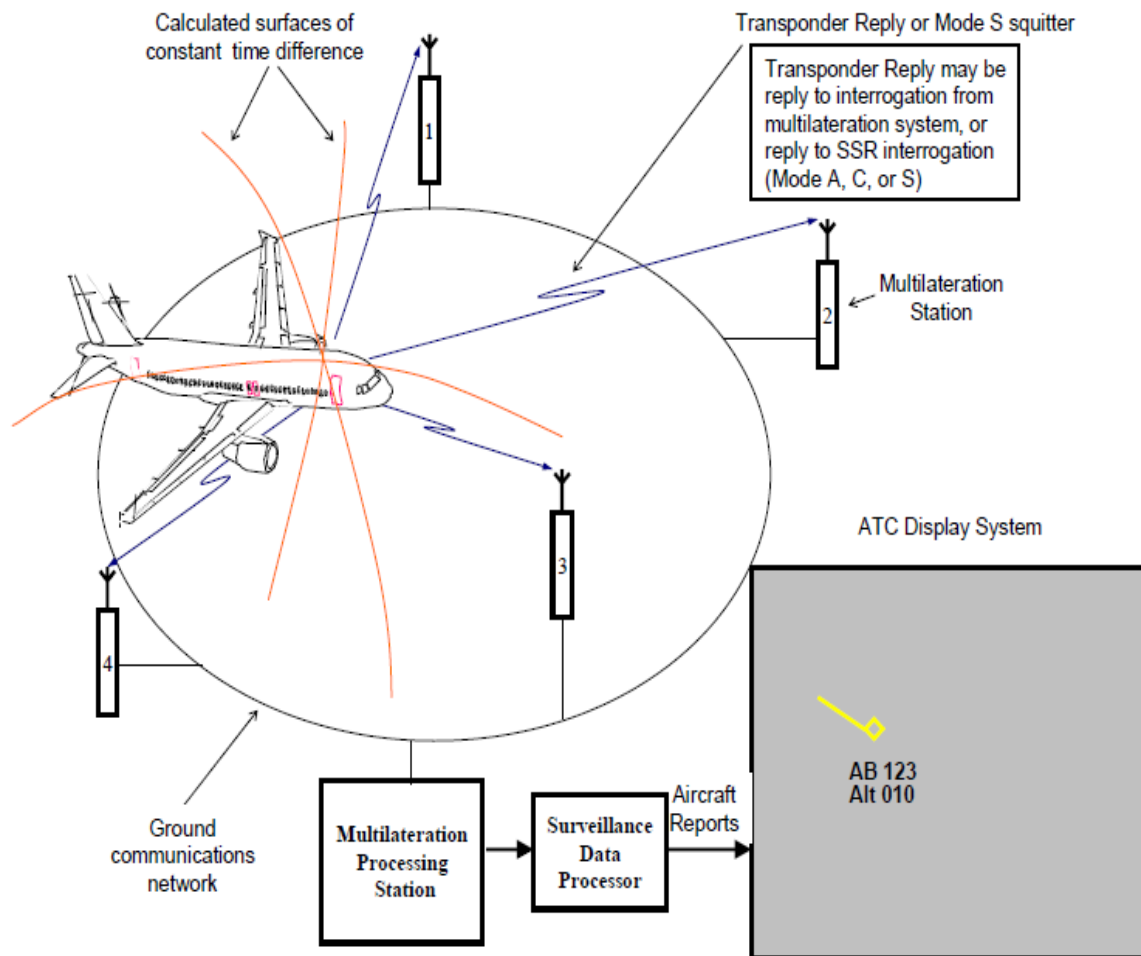 Calculated surfaces of
constant time difference
Transponder Reply or Mode S squitter
Transponder Reply may be
reply to interrogation from
multilateration system, or
reply to SSR interrogation
(Mode A, C, or S)
1
2
Multilateration
Station
3
4
ATC Display System
AB 123
Alt 010
Ground
communications
network
Multilateration
Processing
Station
Surveillance
Data
Processor
Aircraft
Reports